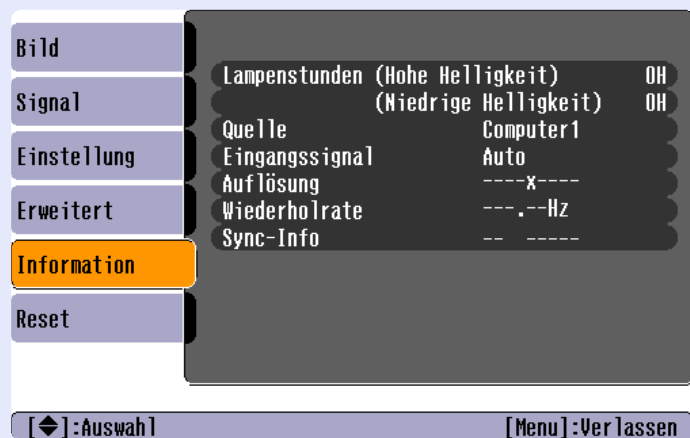 Bild
Signal
Einstellung
Erweitert
Information
Reset
Lampenstunden (Hohe Helligkeit) 0H
(Niedrige Helligkeit) 0H
Quelle Computer1
Eingangssignal Auto
Auflösung ----x----
Wiederholrate ---.--Hz
Sync-Info -- -----
[◆]:Auswahl [Menu]:Verlassen